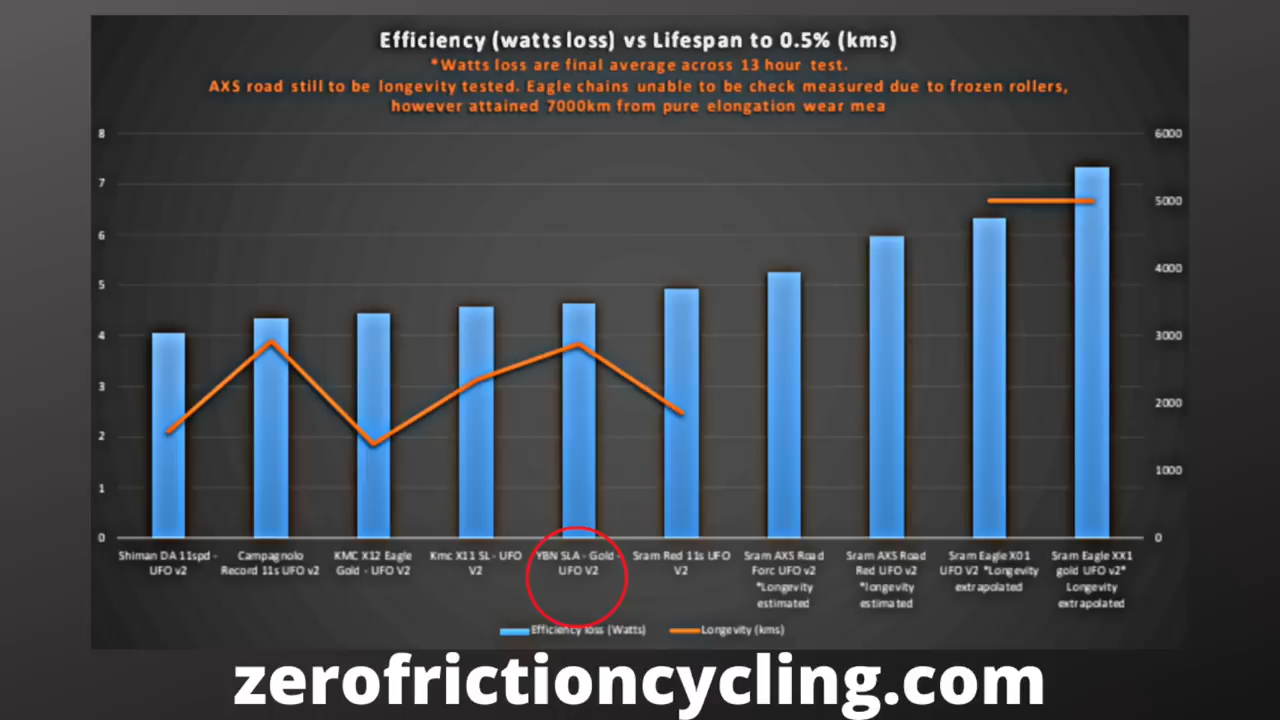 Efficiency (watts loss) vs Lifespan to 0.5% (kms)
*Watts loss are final average across 13 hour test.
AXS road still to be longevity tested. Eagle chains unable to be check measured due to frozen rollers,
however attained 7000km from pure elongation wear mea
8
7
6
5
4
3
2
1
0
6000
5000
4000
3000
2000
1000
0
Shiman DA 11spd -
UFO v2
Campagnolo
Record 11s UFO v2
KMC X12 Eagle
Gold - UFO V2
Kmc X11 SL - UFO
V2
YBN SLA - Gold -
UFO V2
Sram Red 11s UFO
V2
Sram AXS Road
Forc UFO v2
*Longevity
estimated
Sram AXS Road
Red UFO v2
*longevity
estimated
Sram Eagle X01
UFO V2 *Longevity
extrapolated
Sram Eagle XX1
gold UFO v2*
Longevity
extrapolated
Efficiency loss (Watts)
Longevity (kms)
zerofrictioncycling.com